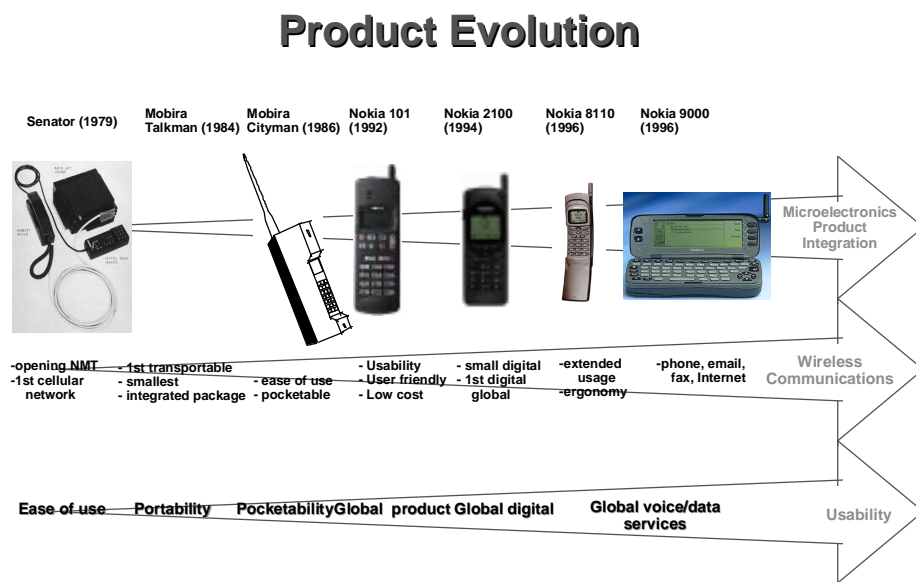 Product Evolution
Senator (1979)
Mobira
Talkman (1984)
Mobira
Cityman (1986)
Nokia 101
(1992)
Nokia 2100
(1994)
Nokia 8110
(1996)
Nokia 9000
(1996)
Microelectronics
Product
Integration
-opening NMT
-1st cellular
network
- 1st transportable
- smallest
- integrated package
- ease of use
- pocketable
- Usability
- User friendly
- Low cost
- small digital
- 1st digital
global
-extended
usage
-ergonomy
-phone, email,
fax, Internet
Wireless
Communications
Ease of use
Portability
Pocketability
Global product
Global digital
Global voice/data
services
Usability